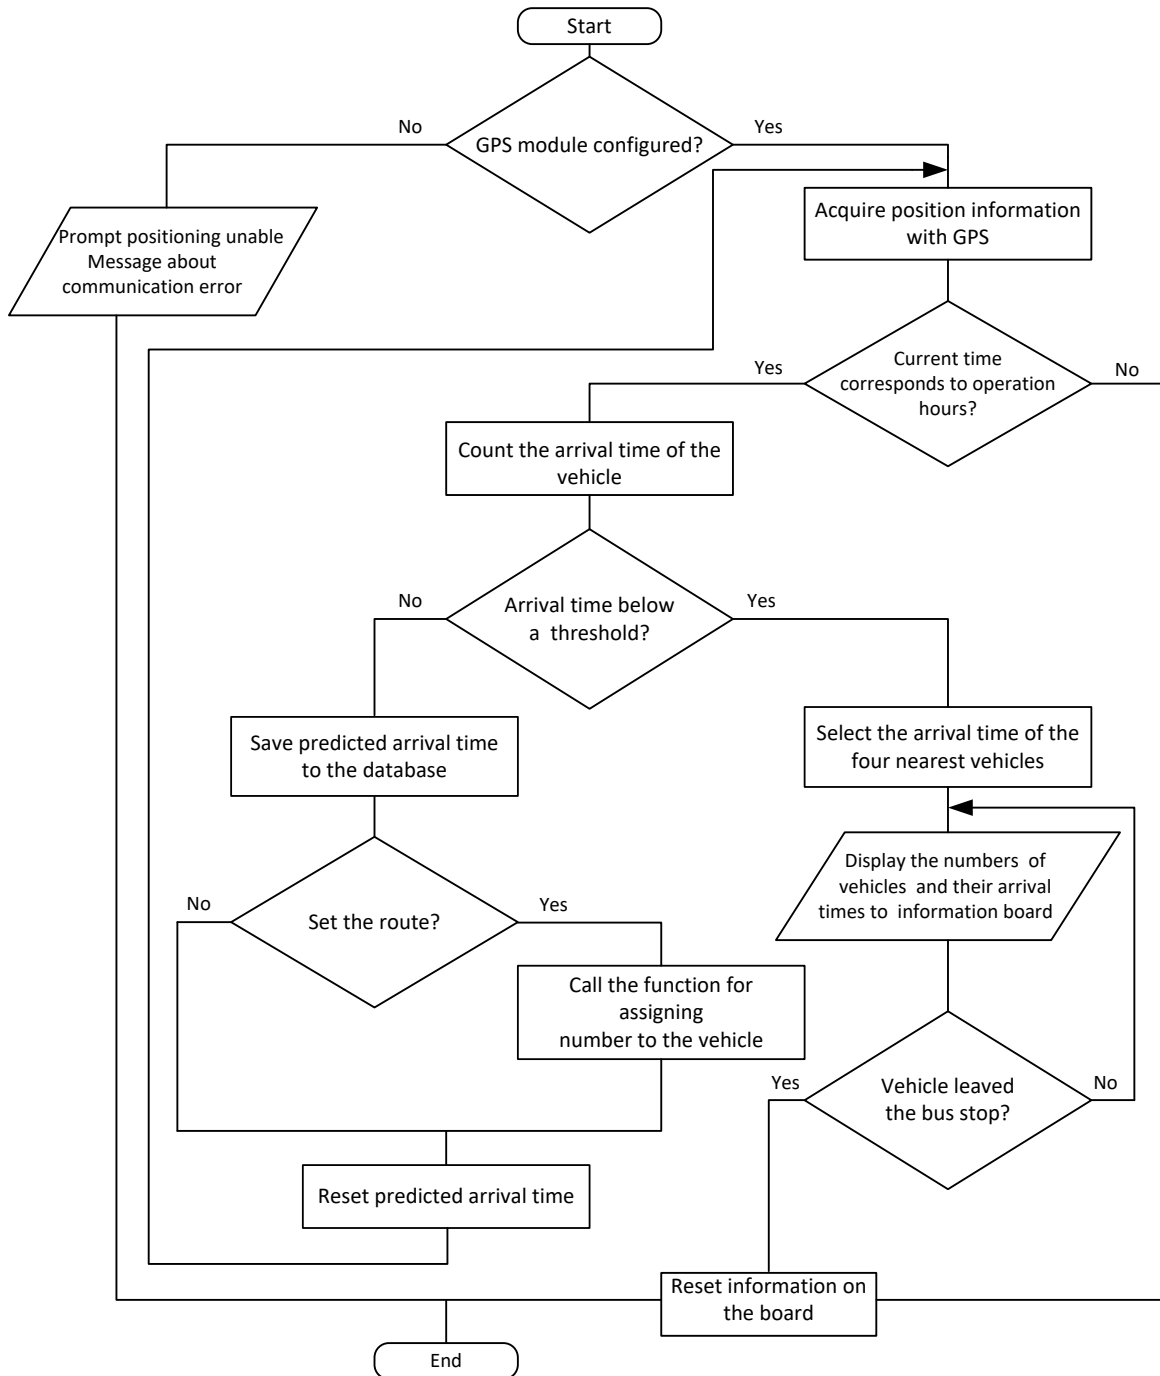 Start
GPS module configured?
No
Yes
Prompt positioning unable
Message about
communication error
Acquire position information
with GPS
Current time
corresponds to operation
hours?
Yes
No
Count the arrival time of the
vehicle
Arrival time below
a threshold?
No
Yes
Save predicted arrival time
to the database
Select the arrival time of the
four nearest vehicles
Set the route?
No
Yes
Display the numbers of
vehicles and their arrival
times to information board
Call the function for
assigning
number to the vehicle
Vehicle leaved
the bus stop?
Yes
No
Reset predicted arrival time
Reset information on
the board
End